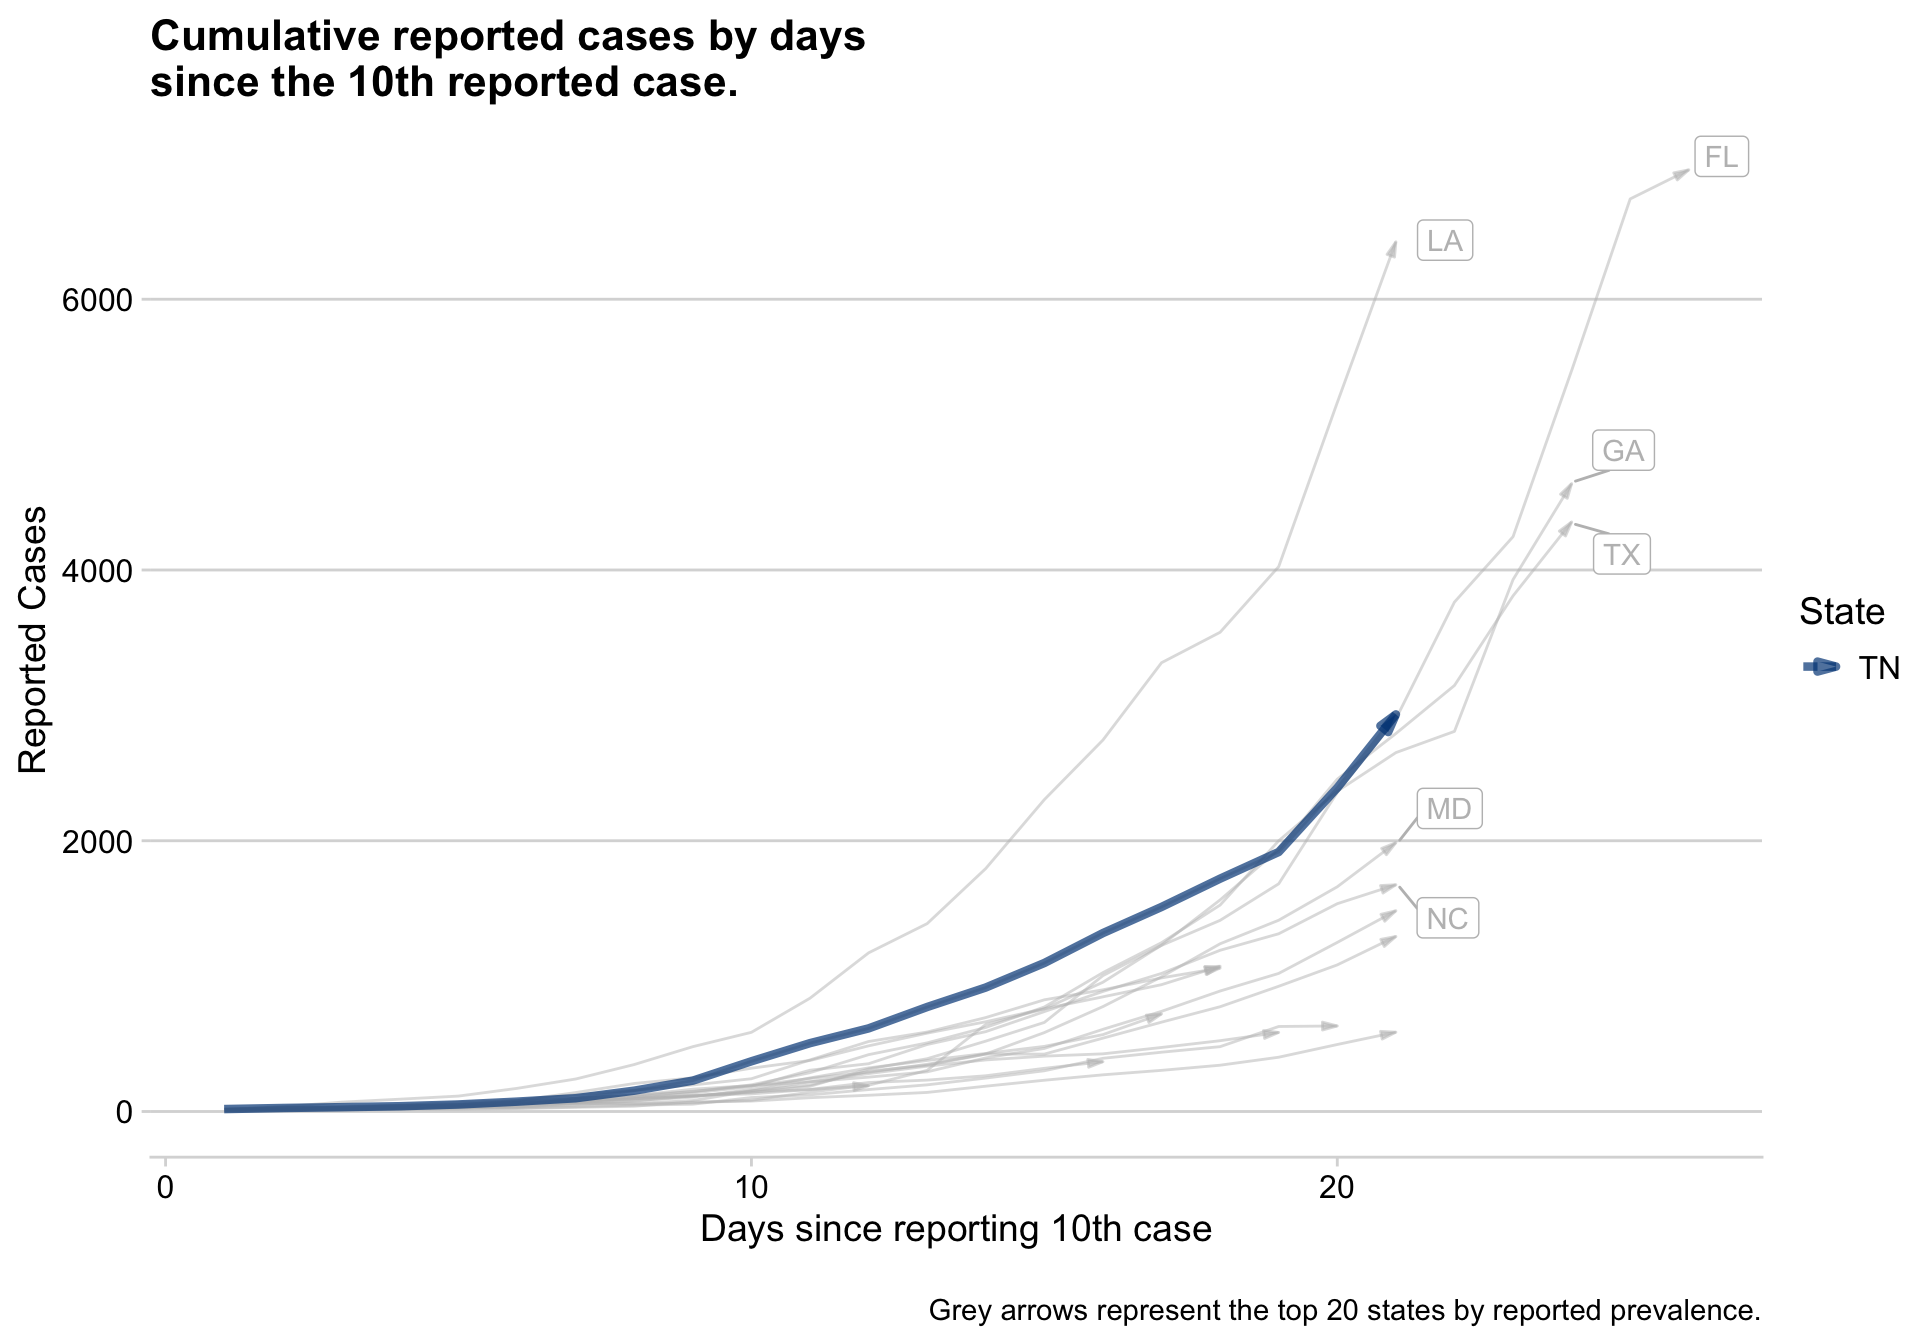 Cumulative reported cases by days
since the 10th reported case.
FL
LA
6000
GA
TX
4000
Reported Cases
State
TN
MD
2000
NC
0
0 10 20
Days since reporting 10th case
Grey arrows represent the top 20 states by reported prevalence.